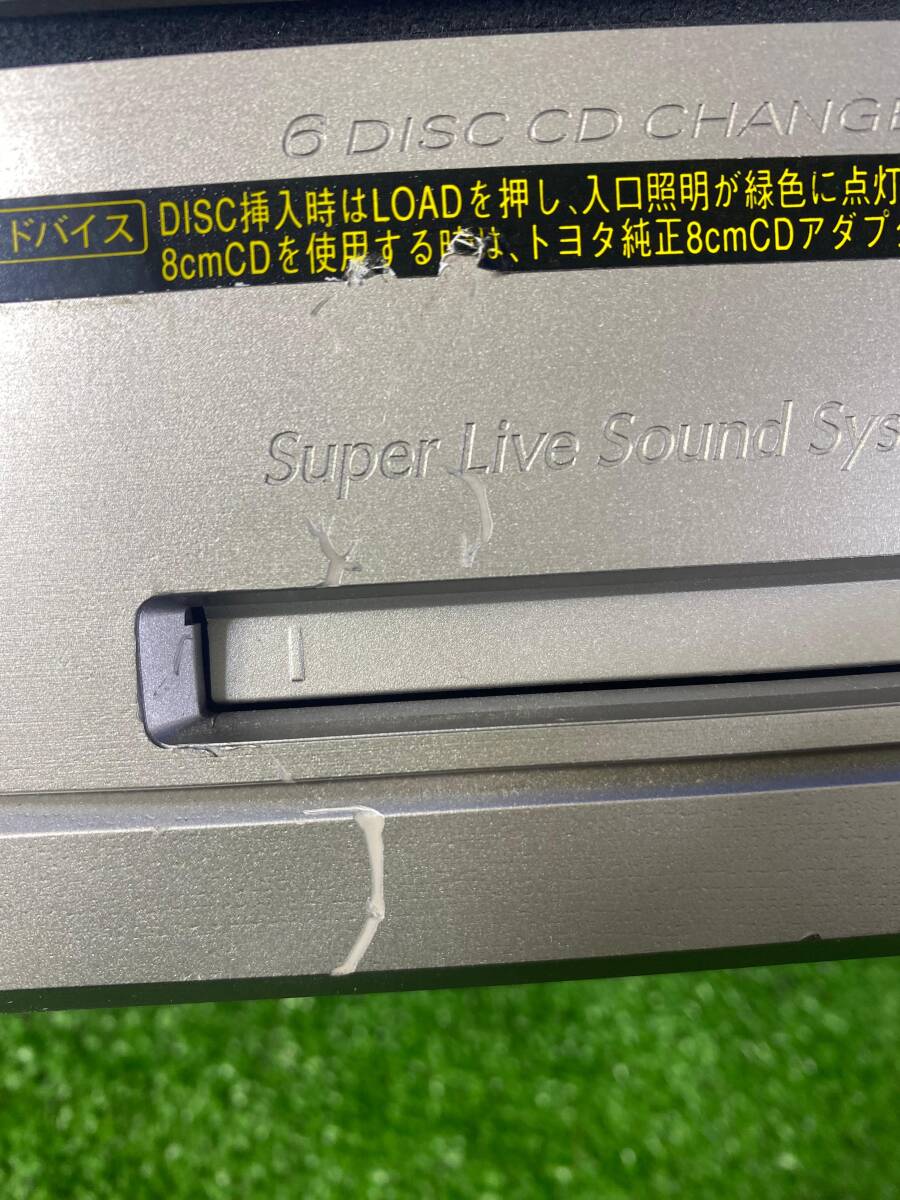 6 DISC CD CHANGE
ドバイス
DISC挿入時はLOADを押し、入口照明が緑色に点灯
8cmCDを使用する時は、トヨタ純正8cmCDアダプ
Super Live Sound Sys